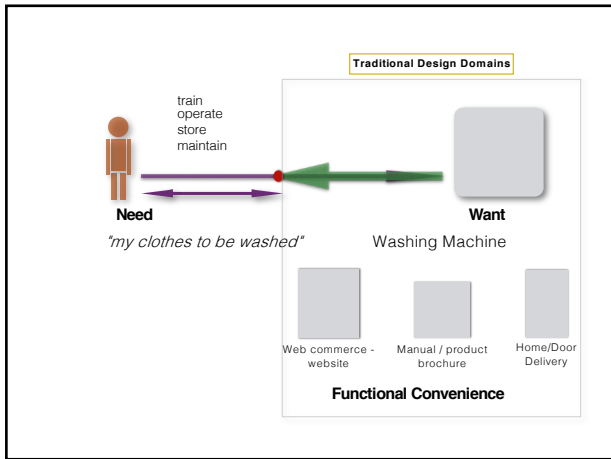 Traditional Design Domains
train
operate
store
maintain
Need
Want
"my clothes to be washed"
Washing Machine
Web commerce -
website
Manual / product
brochure
Home/Door
Delivery
Functional Convenience